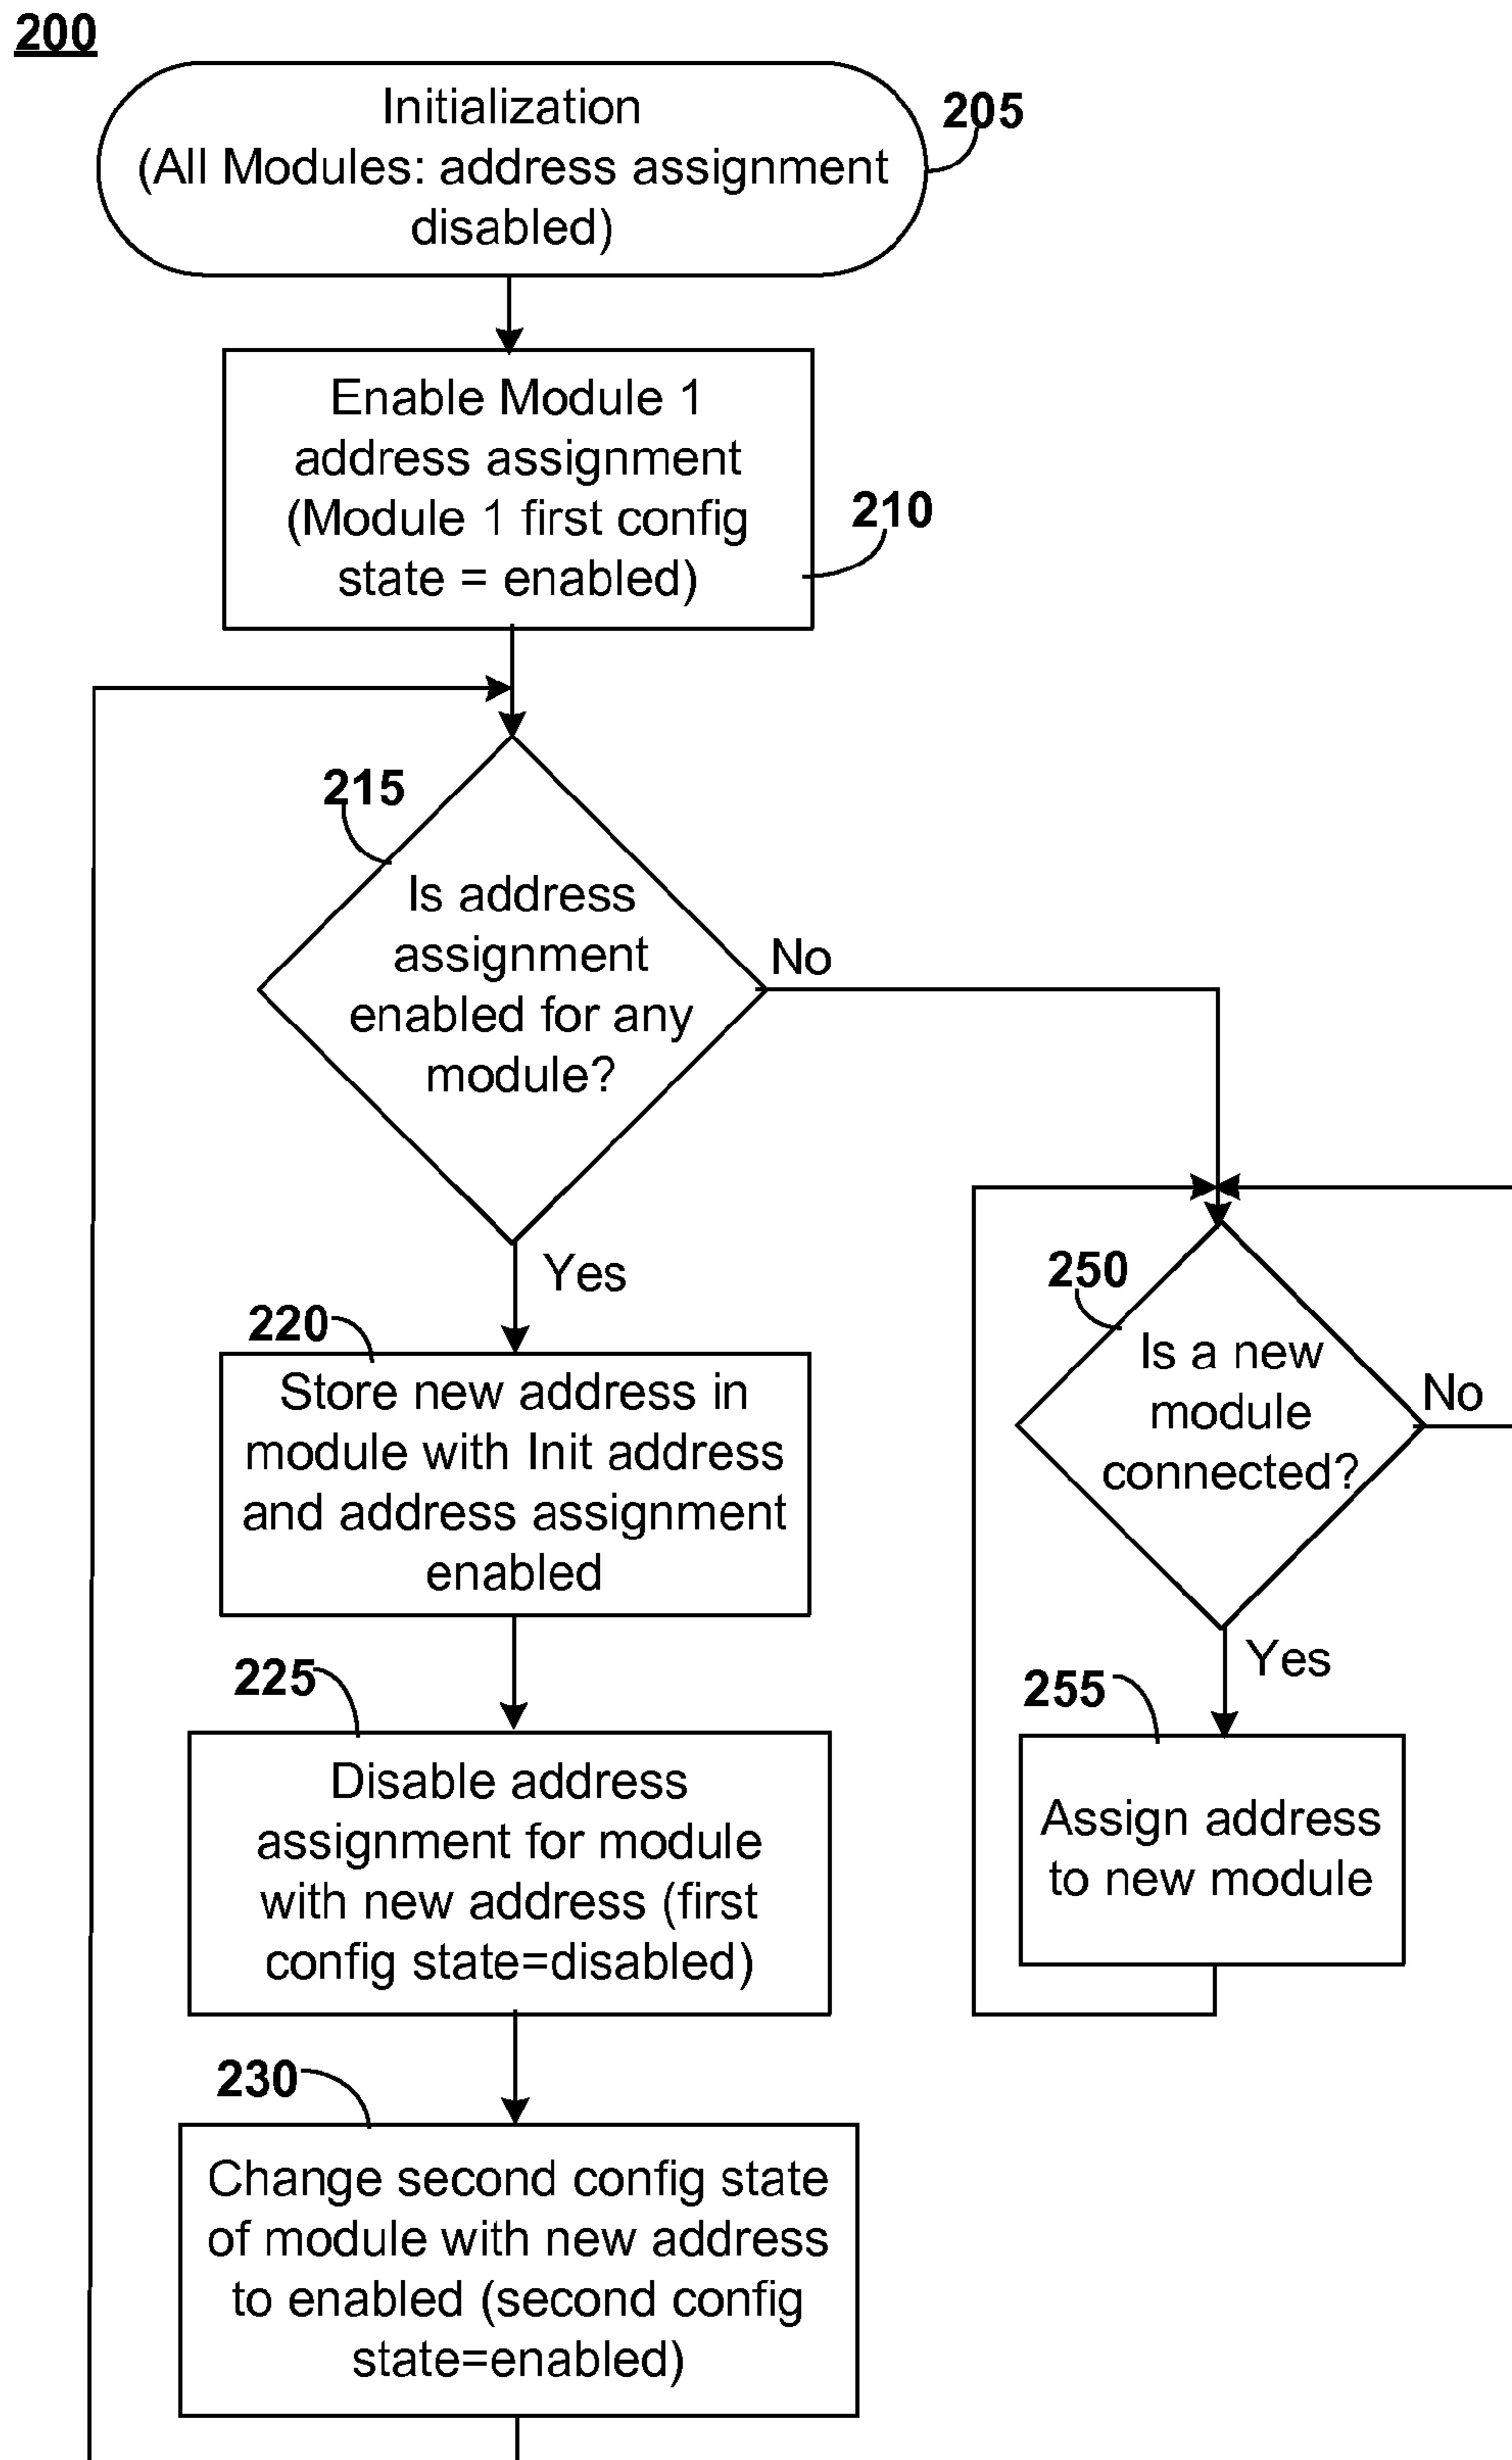 200
Initialization
(All Modules: address assignment
disabled)
205
Enable Module 1
address assignment
(Module 1 first config
state = enabled)
210
215
Is address
assignment
enabled for any
module?
No
Yes
220
Store new address in
module with Init address
and address assignment
enabled
225
Disable address
assignment for module
with new address (first
config state=disabled)
230
Change second config state
of module with new address
to enabled (second config
state=enabled)
250
Is a new
module
connected?
No
Yes
255
Assign address
to new module